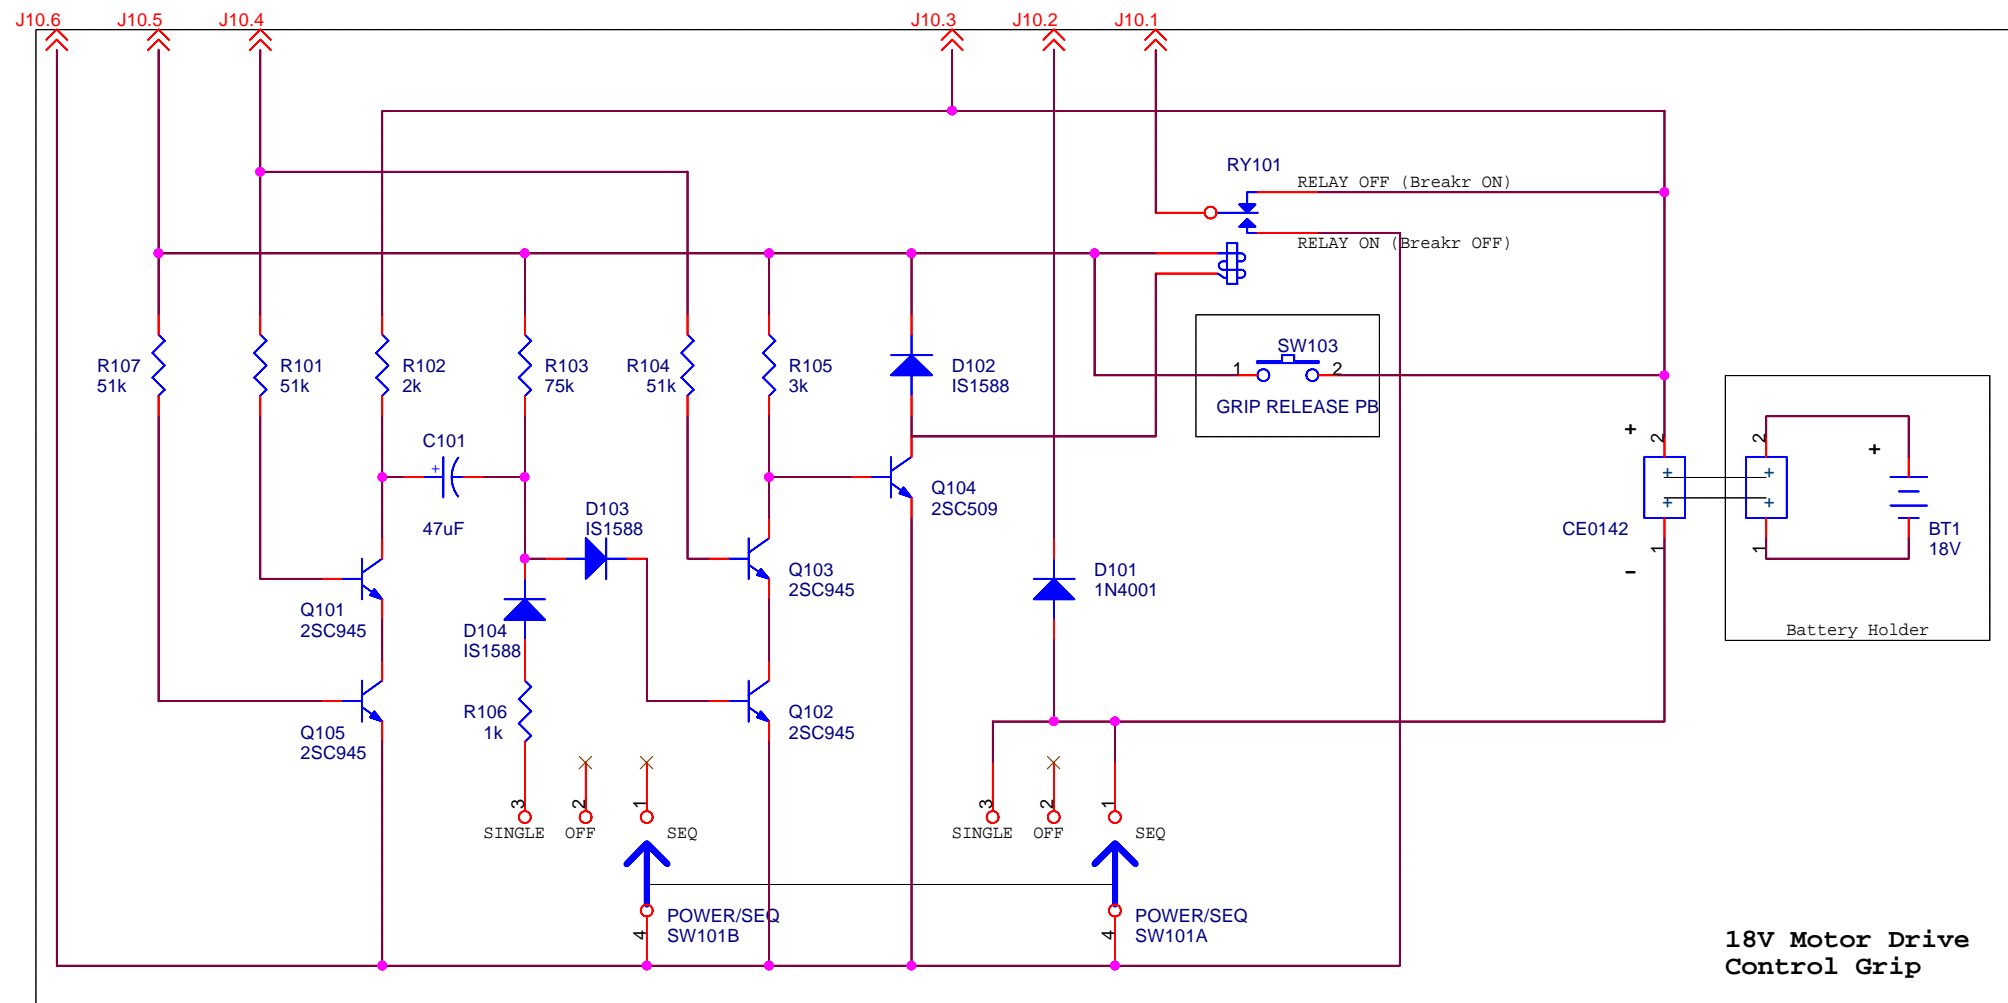 J10.6
J10.5
J10.4
J10.3
J10.2
J10.1
RY101
RELAY OFF (Breakr ON)
RELAY ON (Breakr OFF)
R107
51k
R101
51k
R102
2k
R103
75k
R104
51k
R105
3k
D102
IS1588
SW103
1
2
GRIP RELEASE PB
C101
+
47uF
D103
IS1588
Q104
2SC509
+
2
+
+
1
CE0142
-
2
+
+
1
+
BT1
18V
Battery Holder
Q101
2SC945
D104
IS1588
Q103
2SC945
D101
1N4001
R106
1k
Q105
2SC945
Q102
2SC945
3
2
1
SINGLE
OFF
SEQ
3
2
1
SINGLE
OFF
SEQ
4
POWER/SEQ
SW101B
4
POWER/SEQ
SW101A
18V Motor Drive
Control Grip